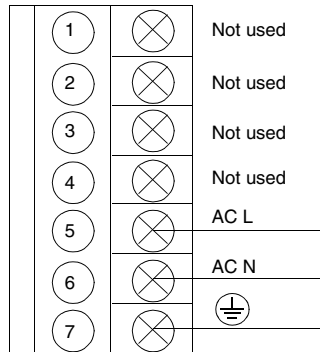 1 Not used
2 Not used
3 Not used
4 Not used
5 AC L
6 AC N
7